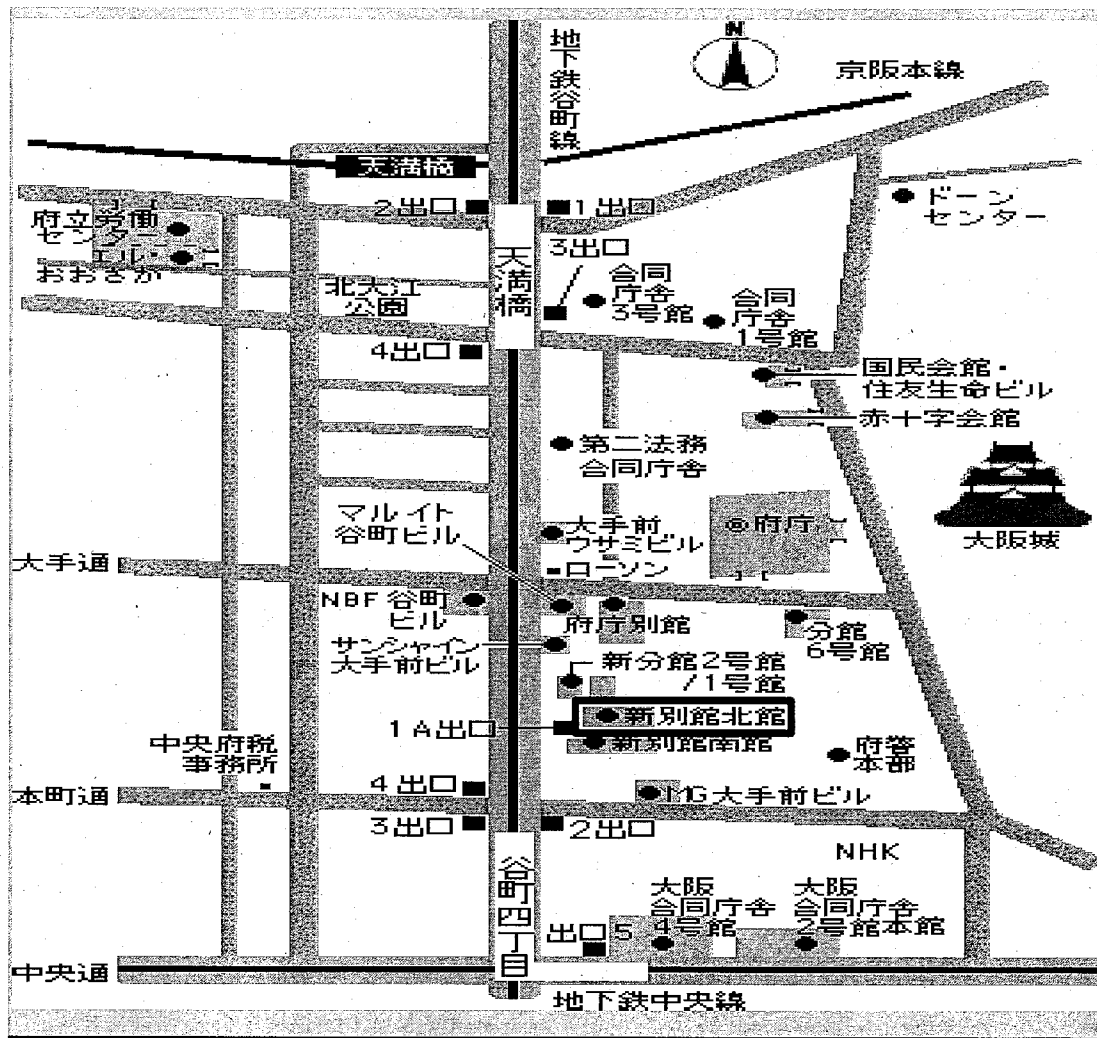 N
地下鉄谷町線
京阪本線
天満橋
2出口
1出口
ドーン
センター
府立労働
センター
エル・
おおさか
3出口
天満橋
北大江
公園
合同
庁舎
3号館
合同
庁舎
1号館
4出口
国民会館・
住友生命ビル
赤十字会館
第二法務
合同庁舎
マルイト
谷町ビル
大手前
ウサミビル
◎府庁
大阪城
大手通
ローソン
NBF谷町
ビル
府庁別館
分館
6号館
サンシャイン
大手前ビル
新分館2号館
/1号館
1A出口
新別館北館
新別館南館
中央府税
事務所
府警
本部
本町通
4出口
MG大手前ビル
3出口
2出口
NHK
谷町四丁目
大阪
合同庁舎
4号館
大阪
合同庁舎
2号館本館
出口5
中央通
地下鉄中央線